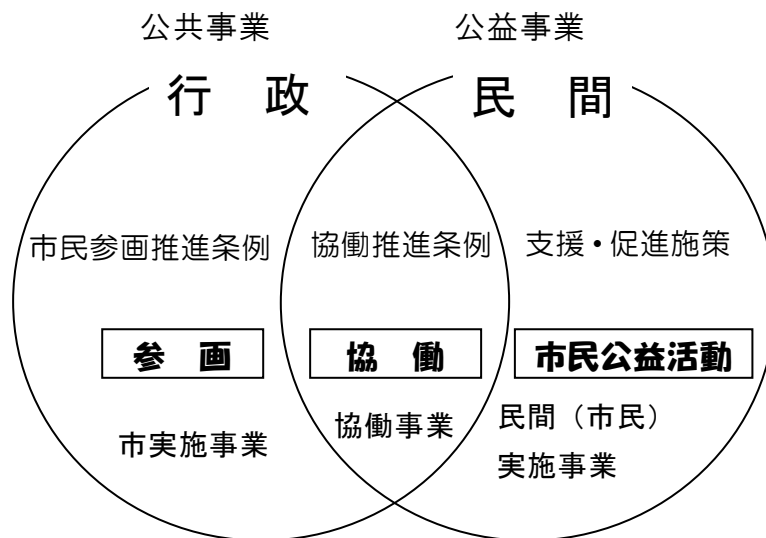 公共事業
公益事業
行 政
民 間
市民参画推進条例
協働推進条例
支援・促進施策
参 画
協 働
市民公益活動
市実施事業
協働事業
民間（市民）
実施事業